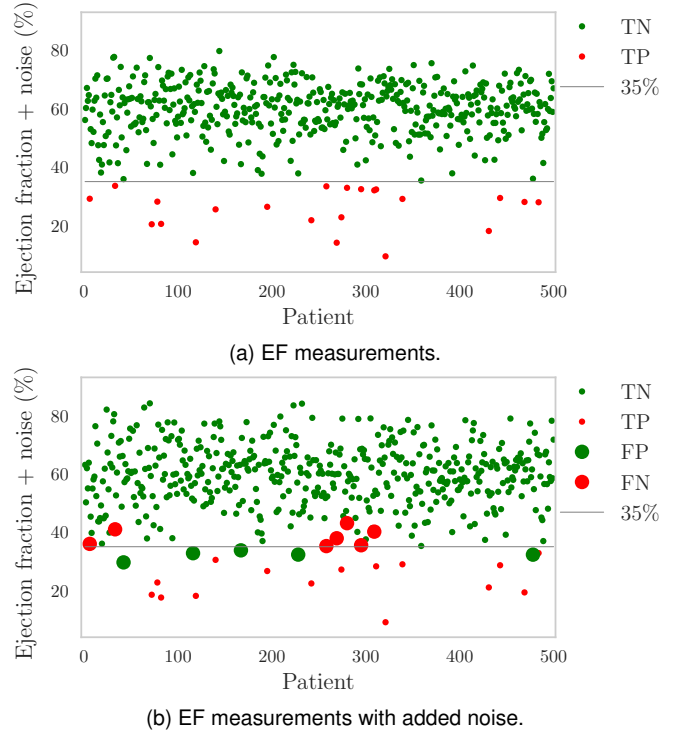 Ejection fraction + noise (%)
80
60
40
20
0
100
200
300
400
500
Patient
TN
TP
35%
(a) EF measurements.
Ejection fraction + noise (%)
80
60
40
20
0
100
200
300
400
500
Patient
TN
TP
FP
FN
35%
(b) EF measurements with added noise.